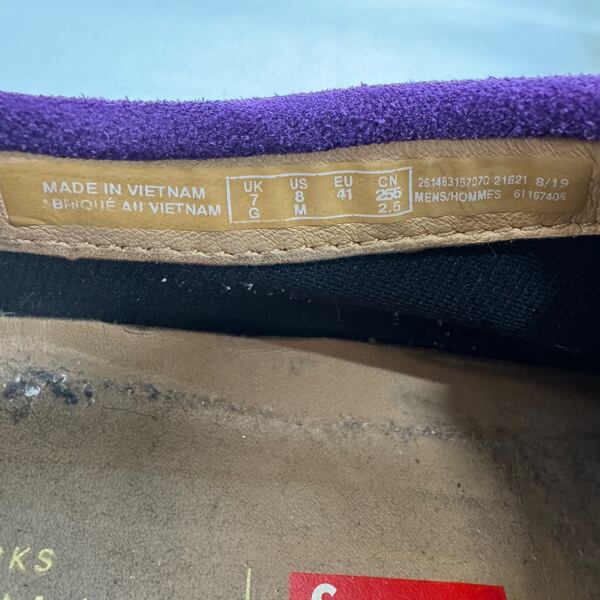 MADE IN VIETNAM
ABRIQUÉ AU VIETNAM
UK US EU CN
7 8 41 255
G M 2.5
261483167070 21621 8/19
MENS/HOMMES 61167405
RKS
S